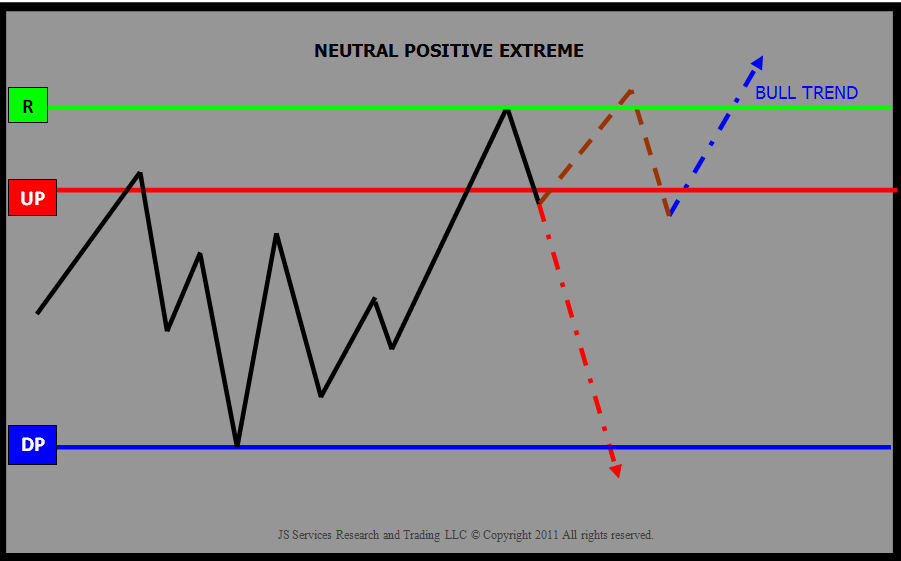 NEUTRAL POSITIVE EXTREME
R
BULL TREND
UP
DP
JS Services Research and Trading LLC © Copyright 2011 All rights reserved.